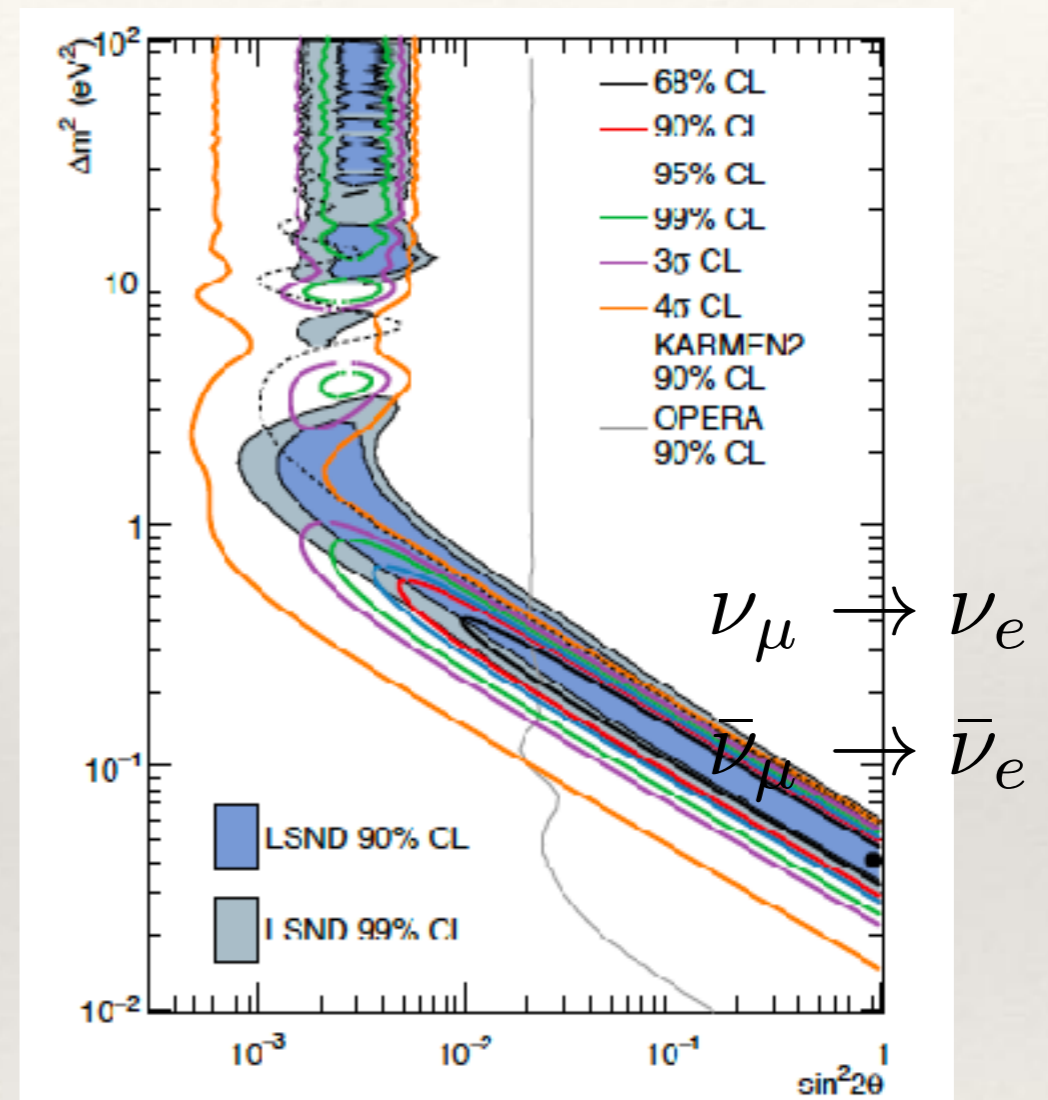 Δm² (eV²)
10²
10
1
10⁻¹
10⁻²
68% CL
90% CL
95% CL
99% CL
3σ CL
4σ CL
KARMEN2
90% CL
OPERA
90% CL
ν_μ → ν_e
ν̄_μ → ν̄_e
LSND 90% CL
LSND 99% CL
10⁻³
10⁻²
10⁻¹
1
sin²2θ